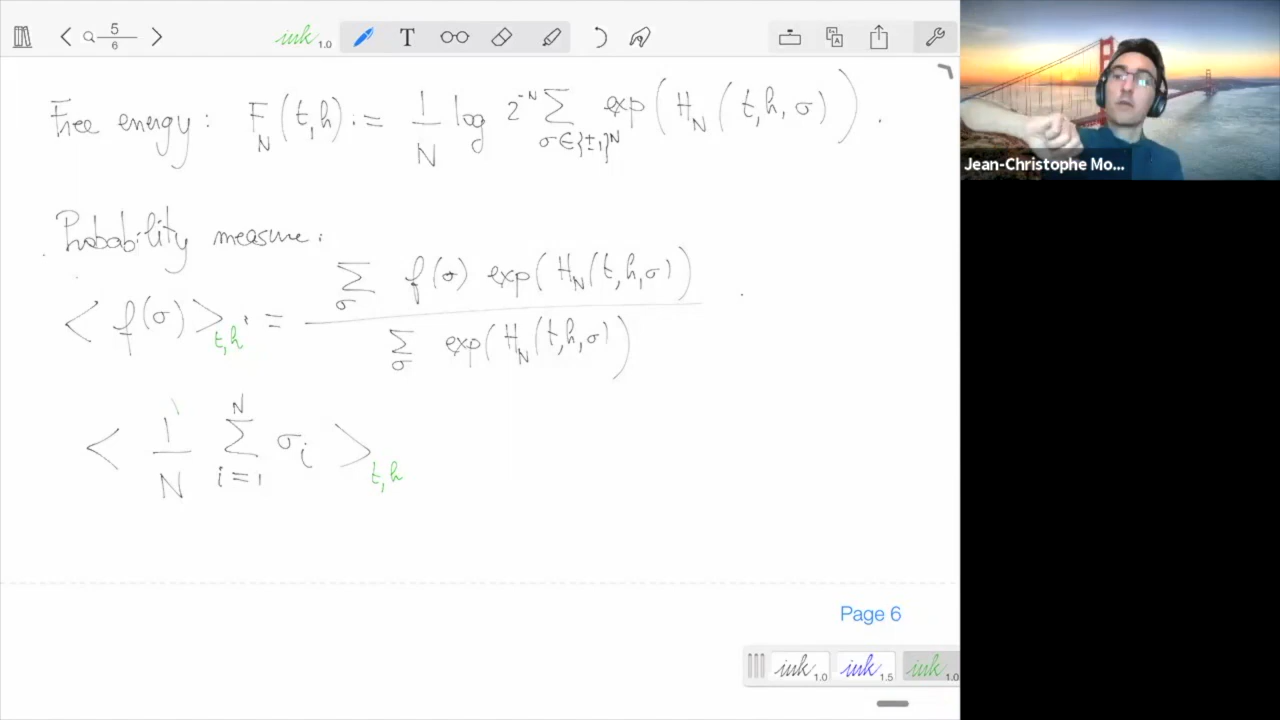 5
6
ink 1.0
T
Free energy: F_N(t,h) := 1/N log 2^{-N} Σ_{σ∈{±1}^N} exp(H_N(t,h,σ)).
Jean-Christophe Mo...
Probability measure:
< f(σ) >_{t,h} = Σ_σ f(σ) exp(H_N(t,h,σ)) / Σ_σ exp(H_N(t,h,σ)) .
< 1/N Σ_{i=1}^N σ_i >_{t,h}
Page 6
ink 1.0 ink 1.5 ink 1.0